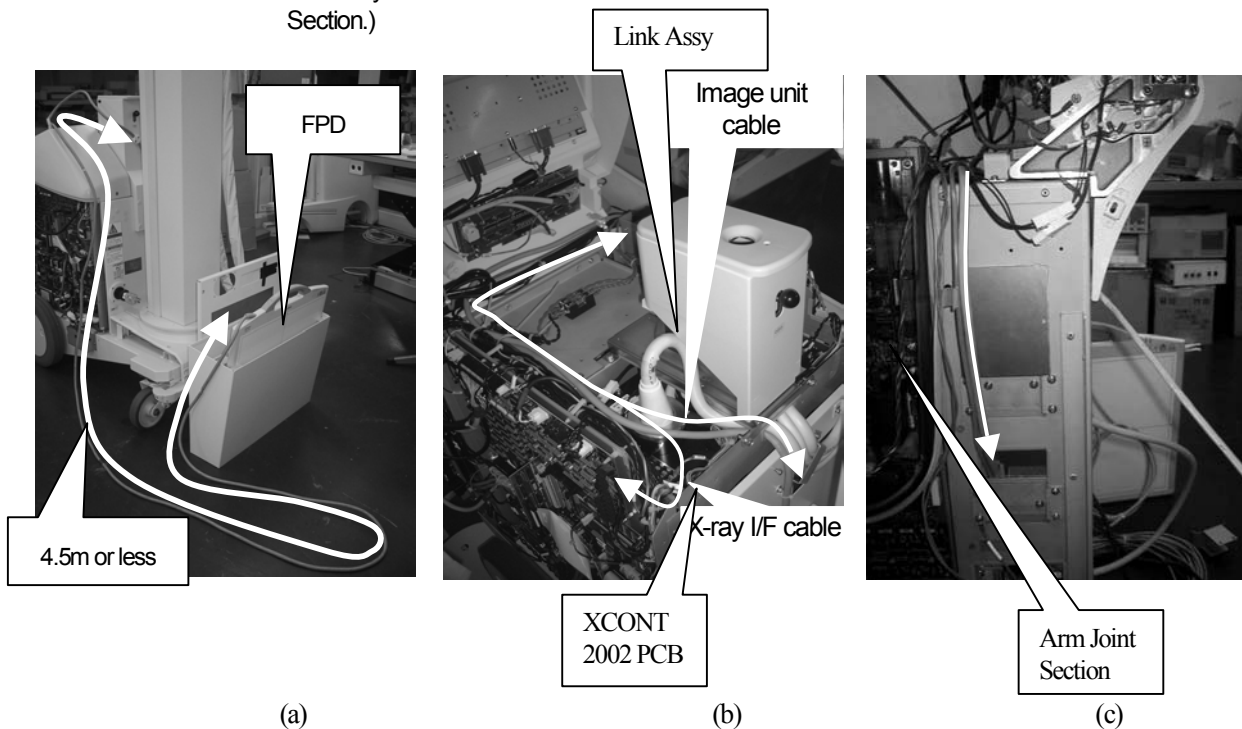 Section.)
Link Assy
Image unit
cable
FPD
4.5m or less
X-ray I/F cable
XCONT
2002 PCB
Arm Joint
Section
(a)
(b)
(c)